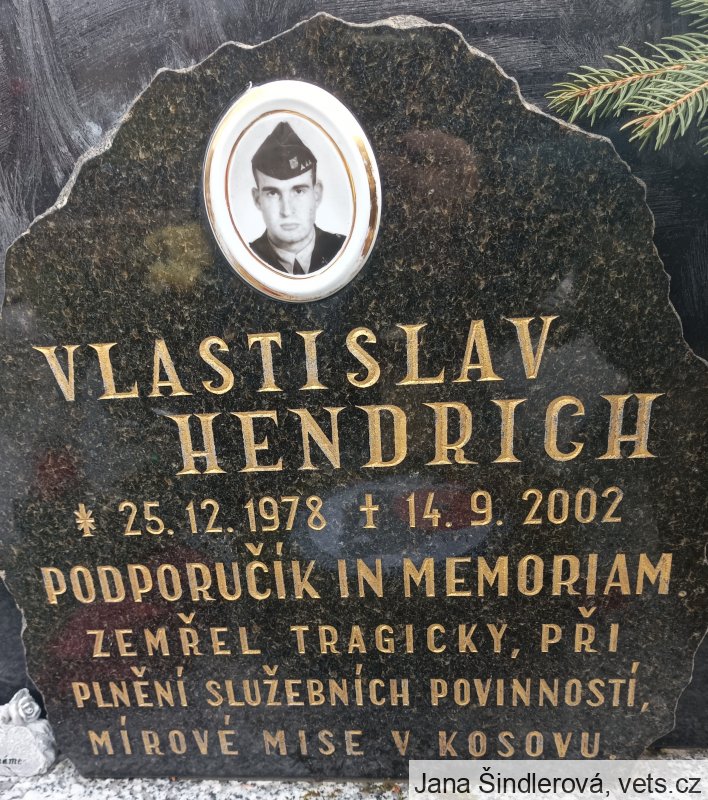 VLASTISLAV
HENDRICH
* 25. 12. 1978 ✝ 14. 9. 2002
PODPORUČÍK IN MEMORIAM.
ZEMŘEL TRAGICKY, PŘI
PLNĚNÍ SLUŽEBNÍCH POVINNOSTÍ,
MÍROVÉ MISE V KOSOVU.
Jana Šindlerová, vets.cz